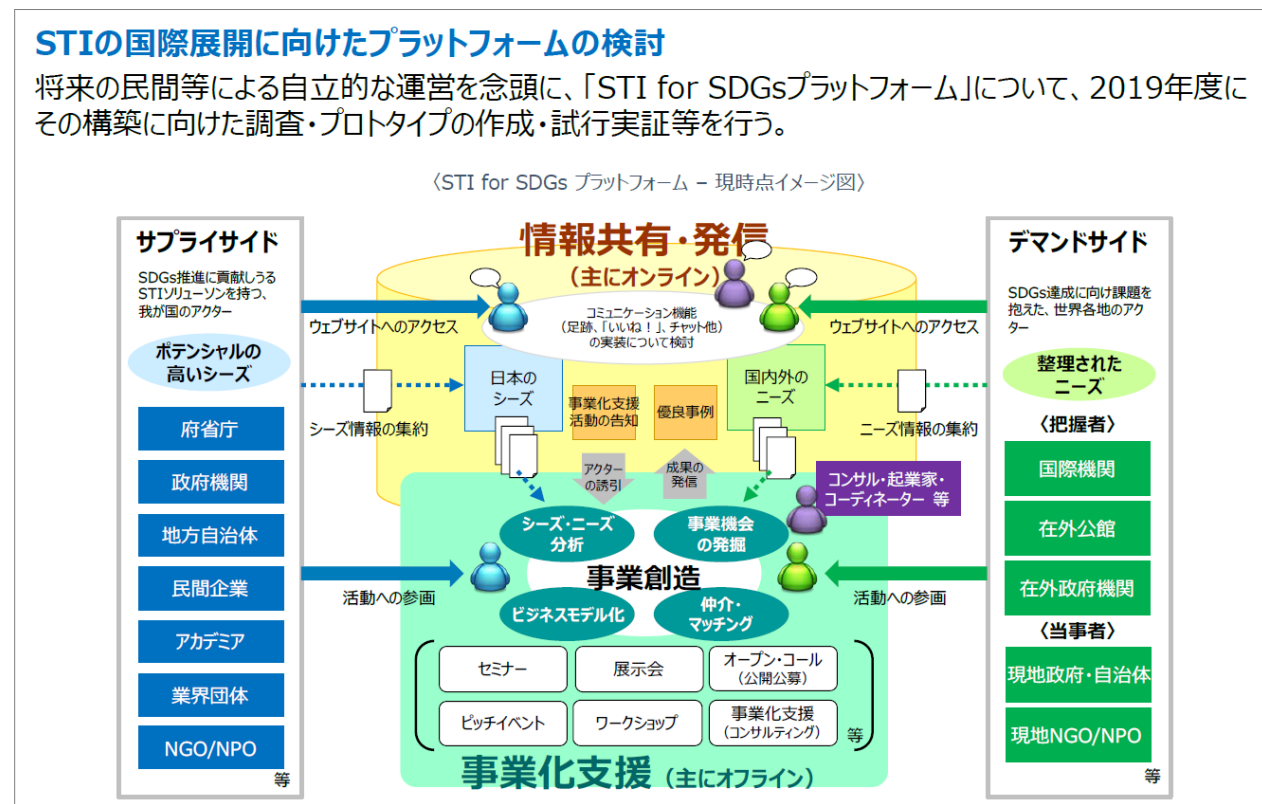 STIの国際展開に向けたプラットフォームの検討
将来の民間等による自立的な運営を念頭に、「STI for SDGsプラットフォーム」について、2019年度に
その構築に向けた調査・プロトタイプの作成・試行実証等を行う。
〈STI for SDGs プラットフォーム – 現時点イメージ図〉
サプライサイド
SDGs推進に貢献しうる
STIソリューソンを持つ、
我が国のアクター
ポテンシャルの
高いシーズ
府省庁
政府機関
地方自治体
民間企業
アカデミア
業界団体
NGO/NPO
等
ウェブサイトへのアクセス
シーズ情報の集約
活動への参画
情報共有・発信
（主にオンライン）
コミュニケーション機能
（足跡、「いいね！」、チャット他）
の実装について検討
日本の
シーズ
事業化支援
活動の告知
優良事例
国内外の
ニーズ
アクター
の誘引
成果の
発信
コンサル・起業家・
コーディネーター 等
シーズ・ニーズ
分析
事業機会
の発掘
事業創造
ビジネスモデル化
仲介・
マッチング
セミナー
展示会
オープン・コール
（公開公募）
ピッチイベント
ワークショップ
事業化支援
（コンサルティング）
等
事業化支援（主にオフライン）
ウェブサイトへのアクセス
ニーズ情報の集約
活動への参画
デマンドサイド
SDGs達成に向け課題を
抱えた、世界各地のアク
ター
整理された
ニーズ
〈把握者〉
国際機関
在外公館
在外政府機関
〈当事者〉
現地政府・自治体
現地NGO/NPO
等